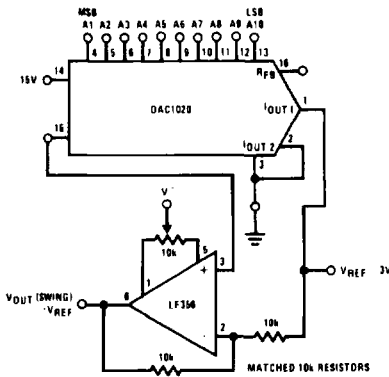 MSB LSB
A1 A2 A3 A4 A5 A6 A7 A8 A9 A10
4 5 6 7 8 9 10 11 12 13
15V 14
RFB 16
DAC1020
IOUT 1 1
15
IOUT 2 2
3
V⁻
10k 5
1 + 3
VREF 3V
VOUT (SWING) 6 LF356
-VREF
- 2 10k
10k MATCHED 10k RESISTORS